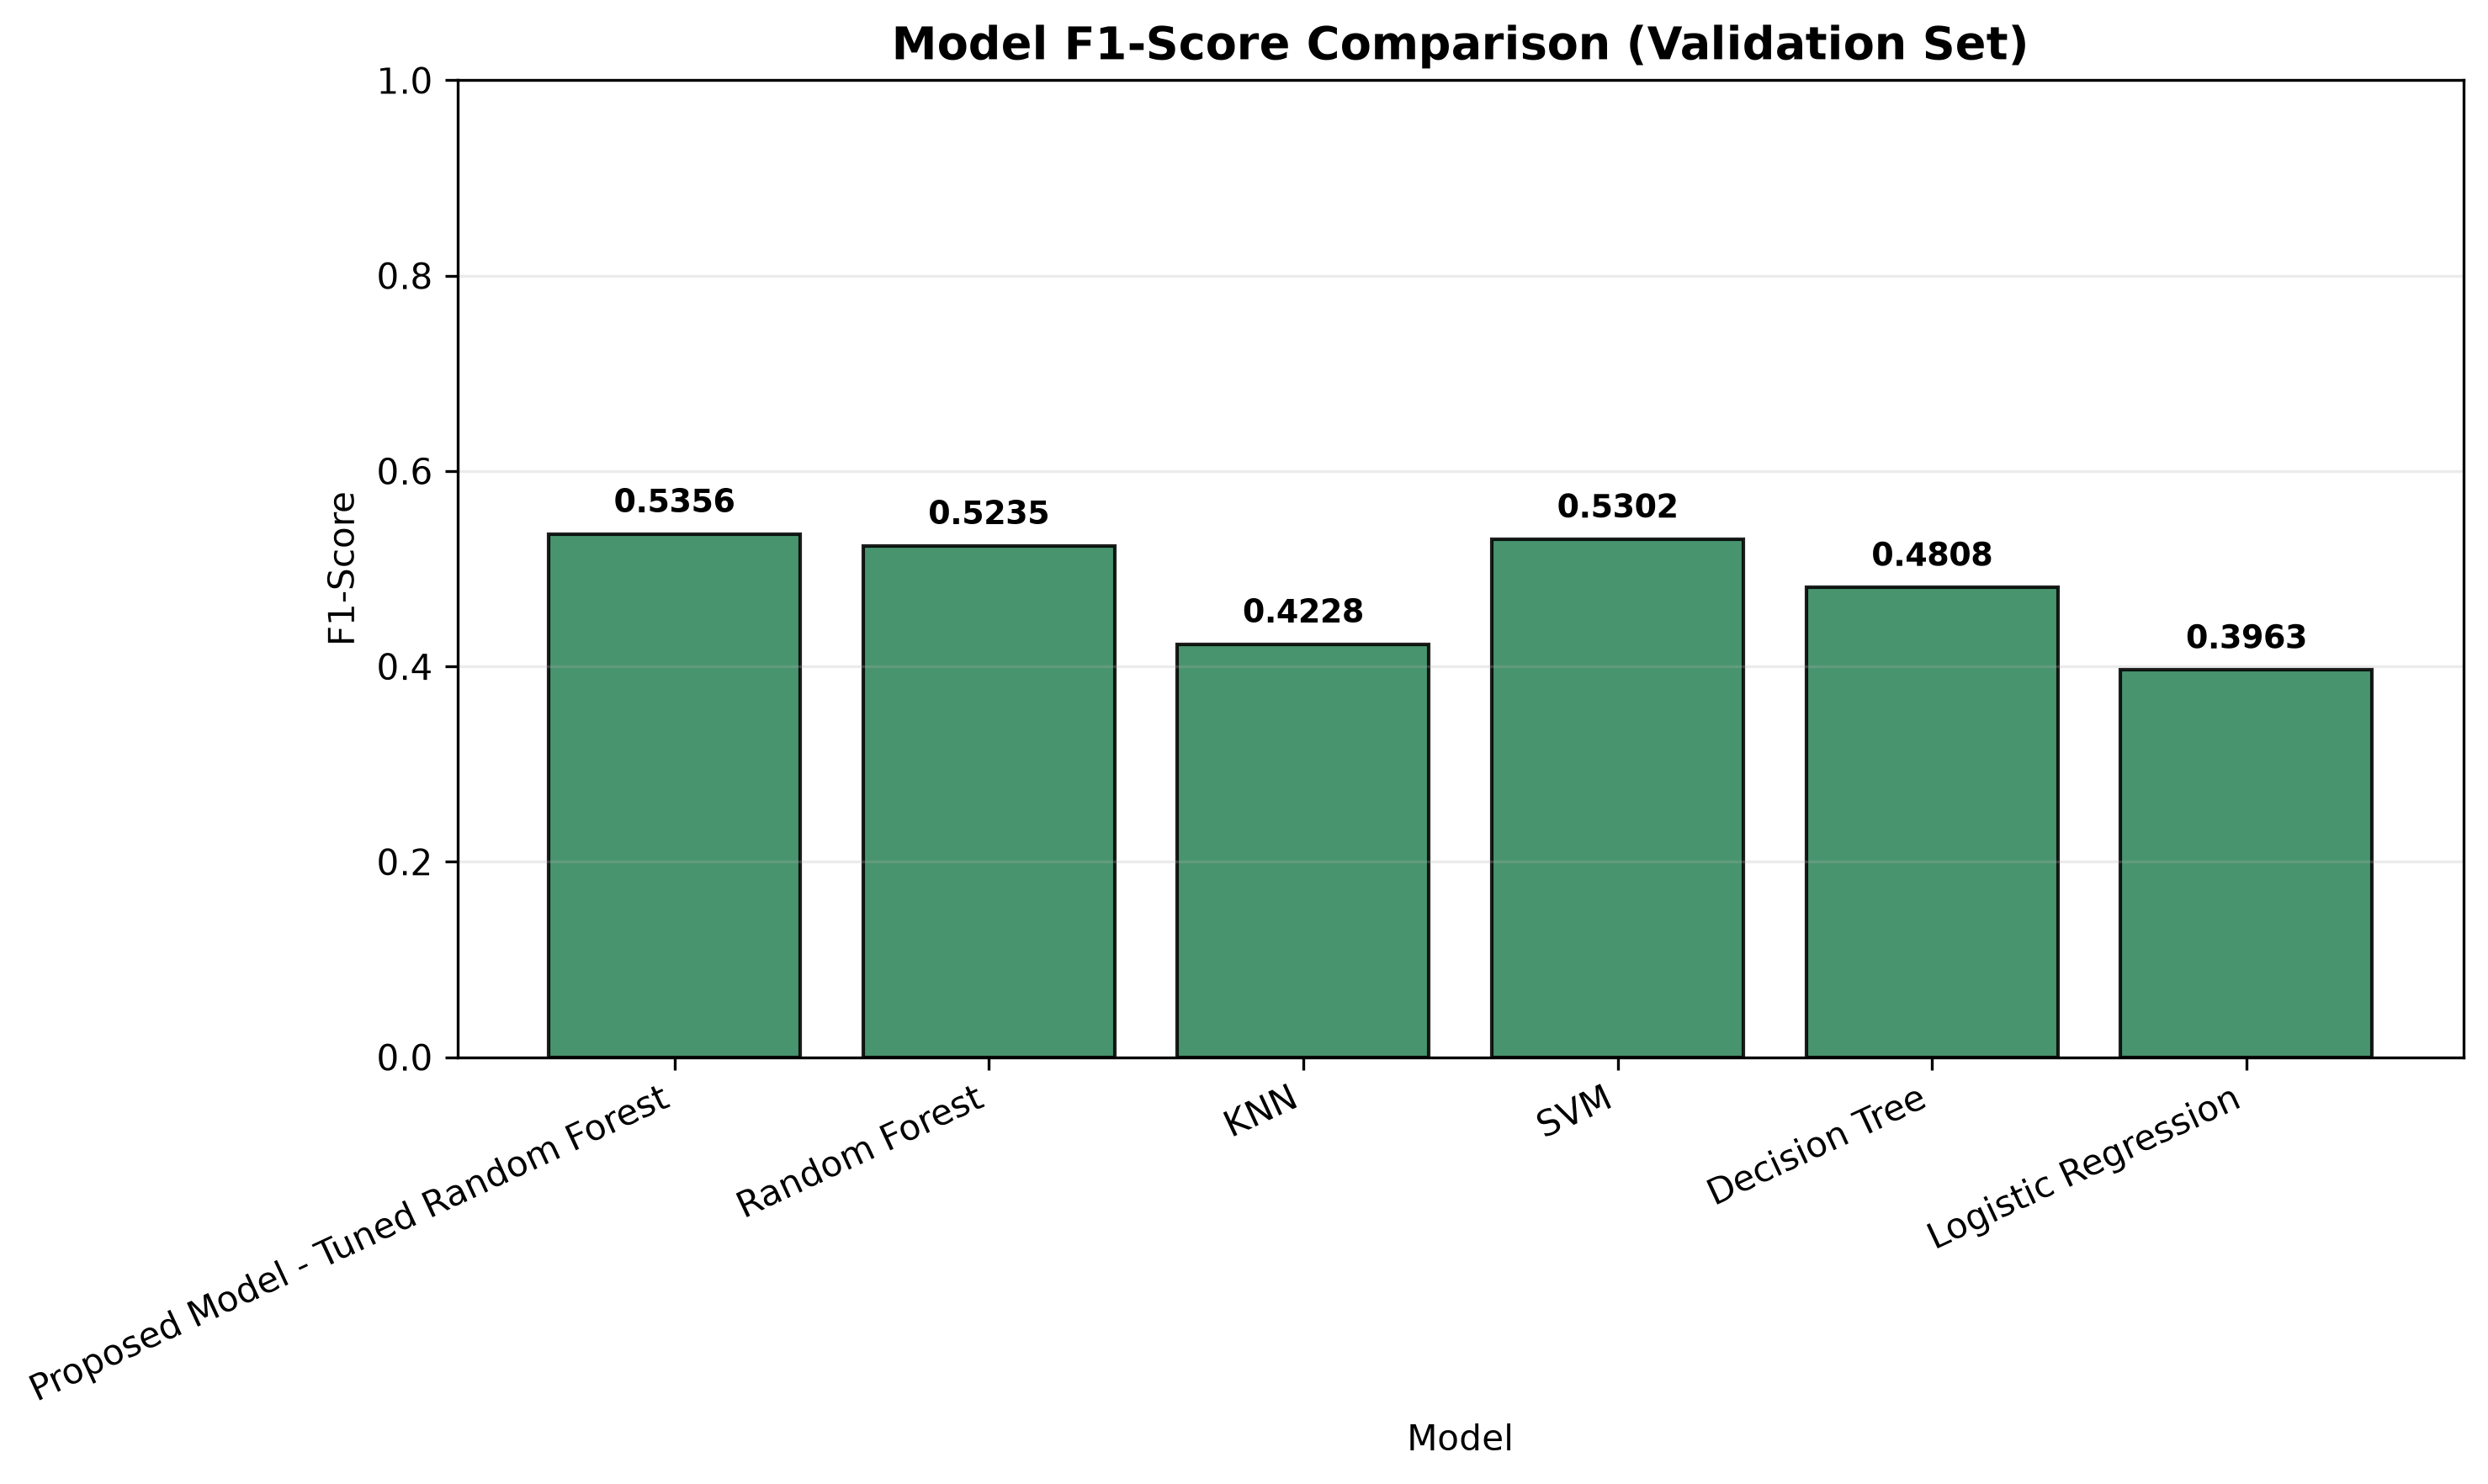 Model F1-Score Comparison (Validation Set)
1.0
0.8
0.6
0.4
0.2
0.0
F1-Score
0.5356
0.5235
0.4228
0.5302
0.4808
0.3963
Proposed Model - Tuned Random Forest
Random Forest
KNN
SVM
Decision Tree
Logistic Regression
Model